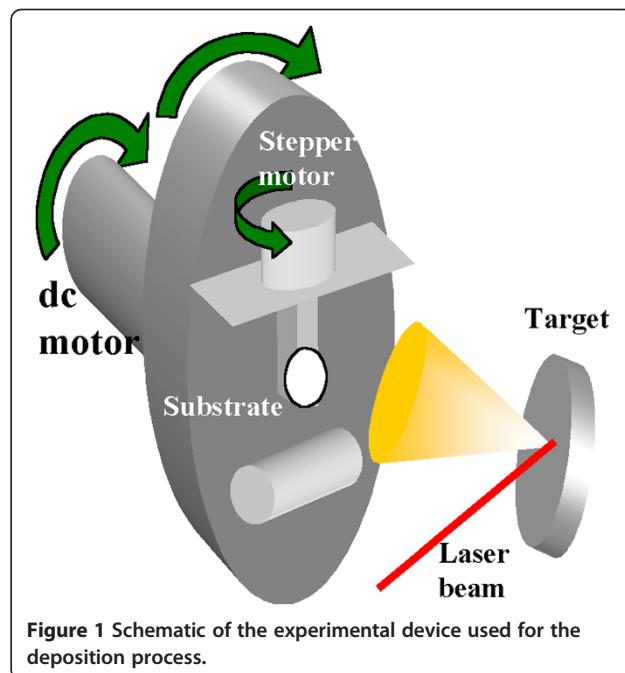 Stepper
motor
dc
motor
Target
Substrate
Laser
beam
Figure 1 Schematic of the experimental device used for the
deposition process.